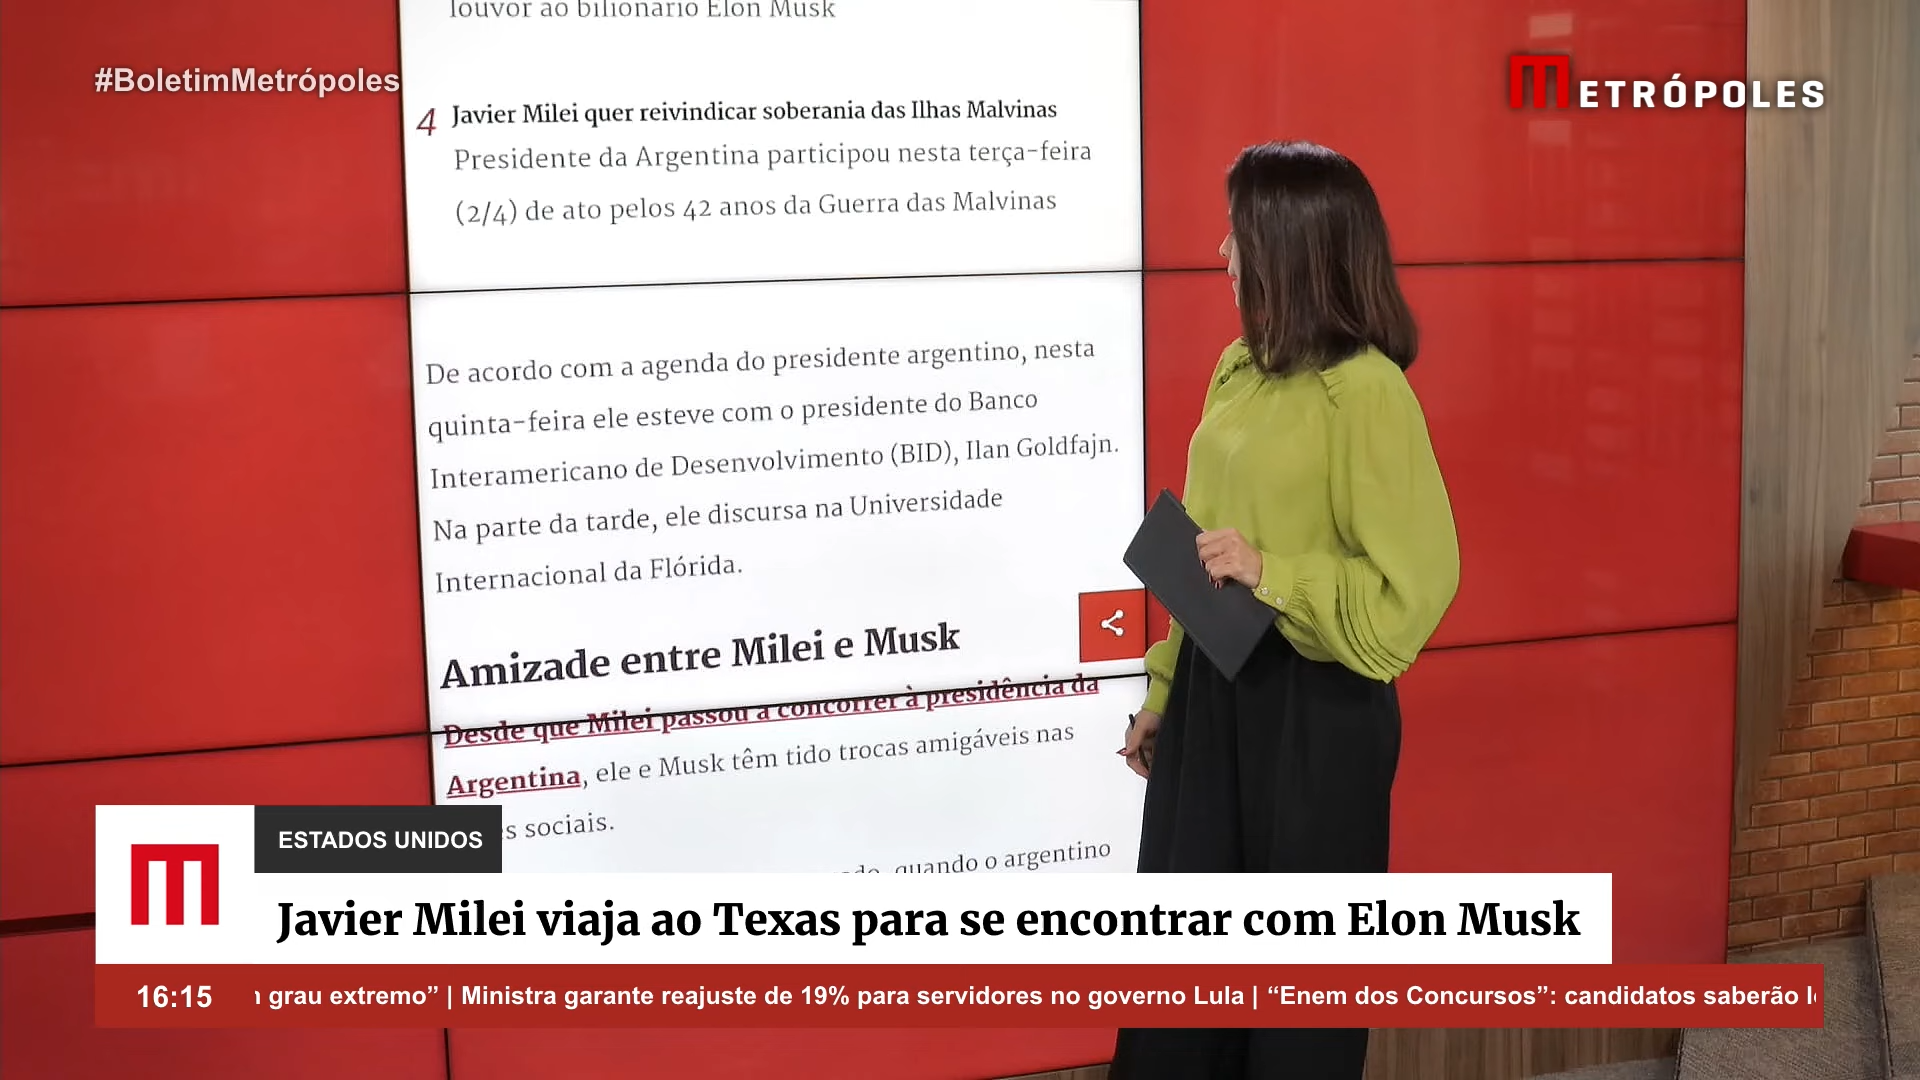 louvor ao bilionário Elon Musk
#BoletimMetrópoles
METRÓPOLES
4 Javier Milei quer reivindicar soberania das Ilhas Malvinas
Presidente da Argentina participou nesta terça-feira
(2/4) de ato pelos 42 anos da Guerra das Malvinas
De acordo com a agenda do presidente argentino, nesta
quinta-feira ele esteve com o presidente do Banco
Interamericano de Desenvolvimento (BID), Ilan Goldfajn.
Na parte da tarde, ele discursa na Universidade
Internacional da Flórida.
Amizade entre Milei e Musk
Desde que Milei passou a concorrer à presidência da
Argentina, ele e Musk têm tido trocas amigáveis nas
sociais.
quando o argentino
M
ESTADOS UNIDOS
Javier Milei viaja ao Texas para se encontrar com Elon Musk
16:15
grau extremo” | Ministra garante reajuste de 19% para servidores no governo Lula | “Enem dos Concursos”: candidatos saberão